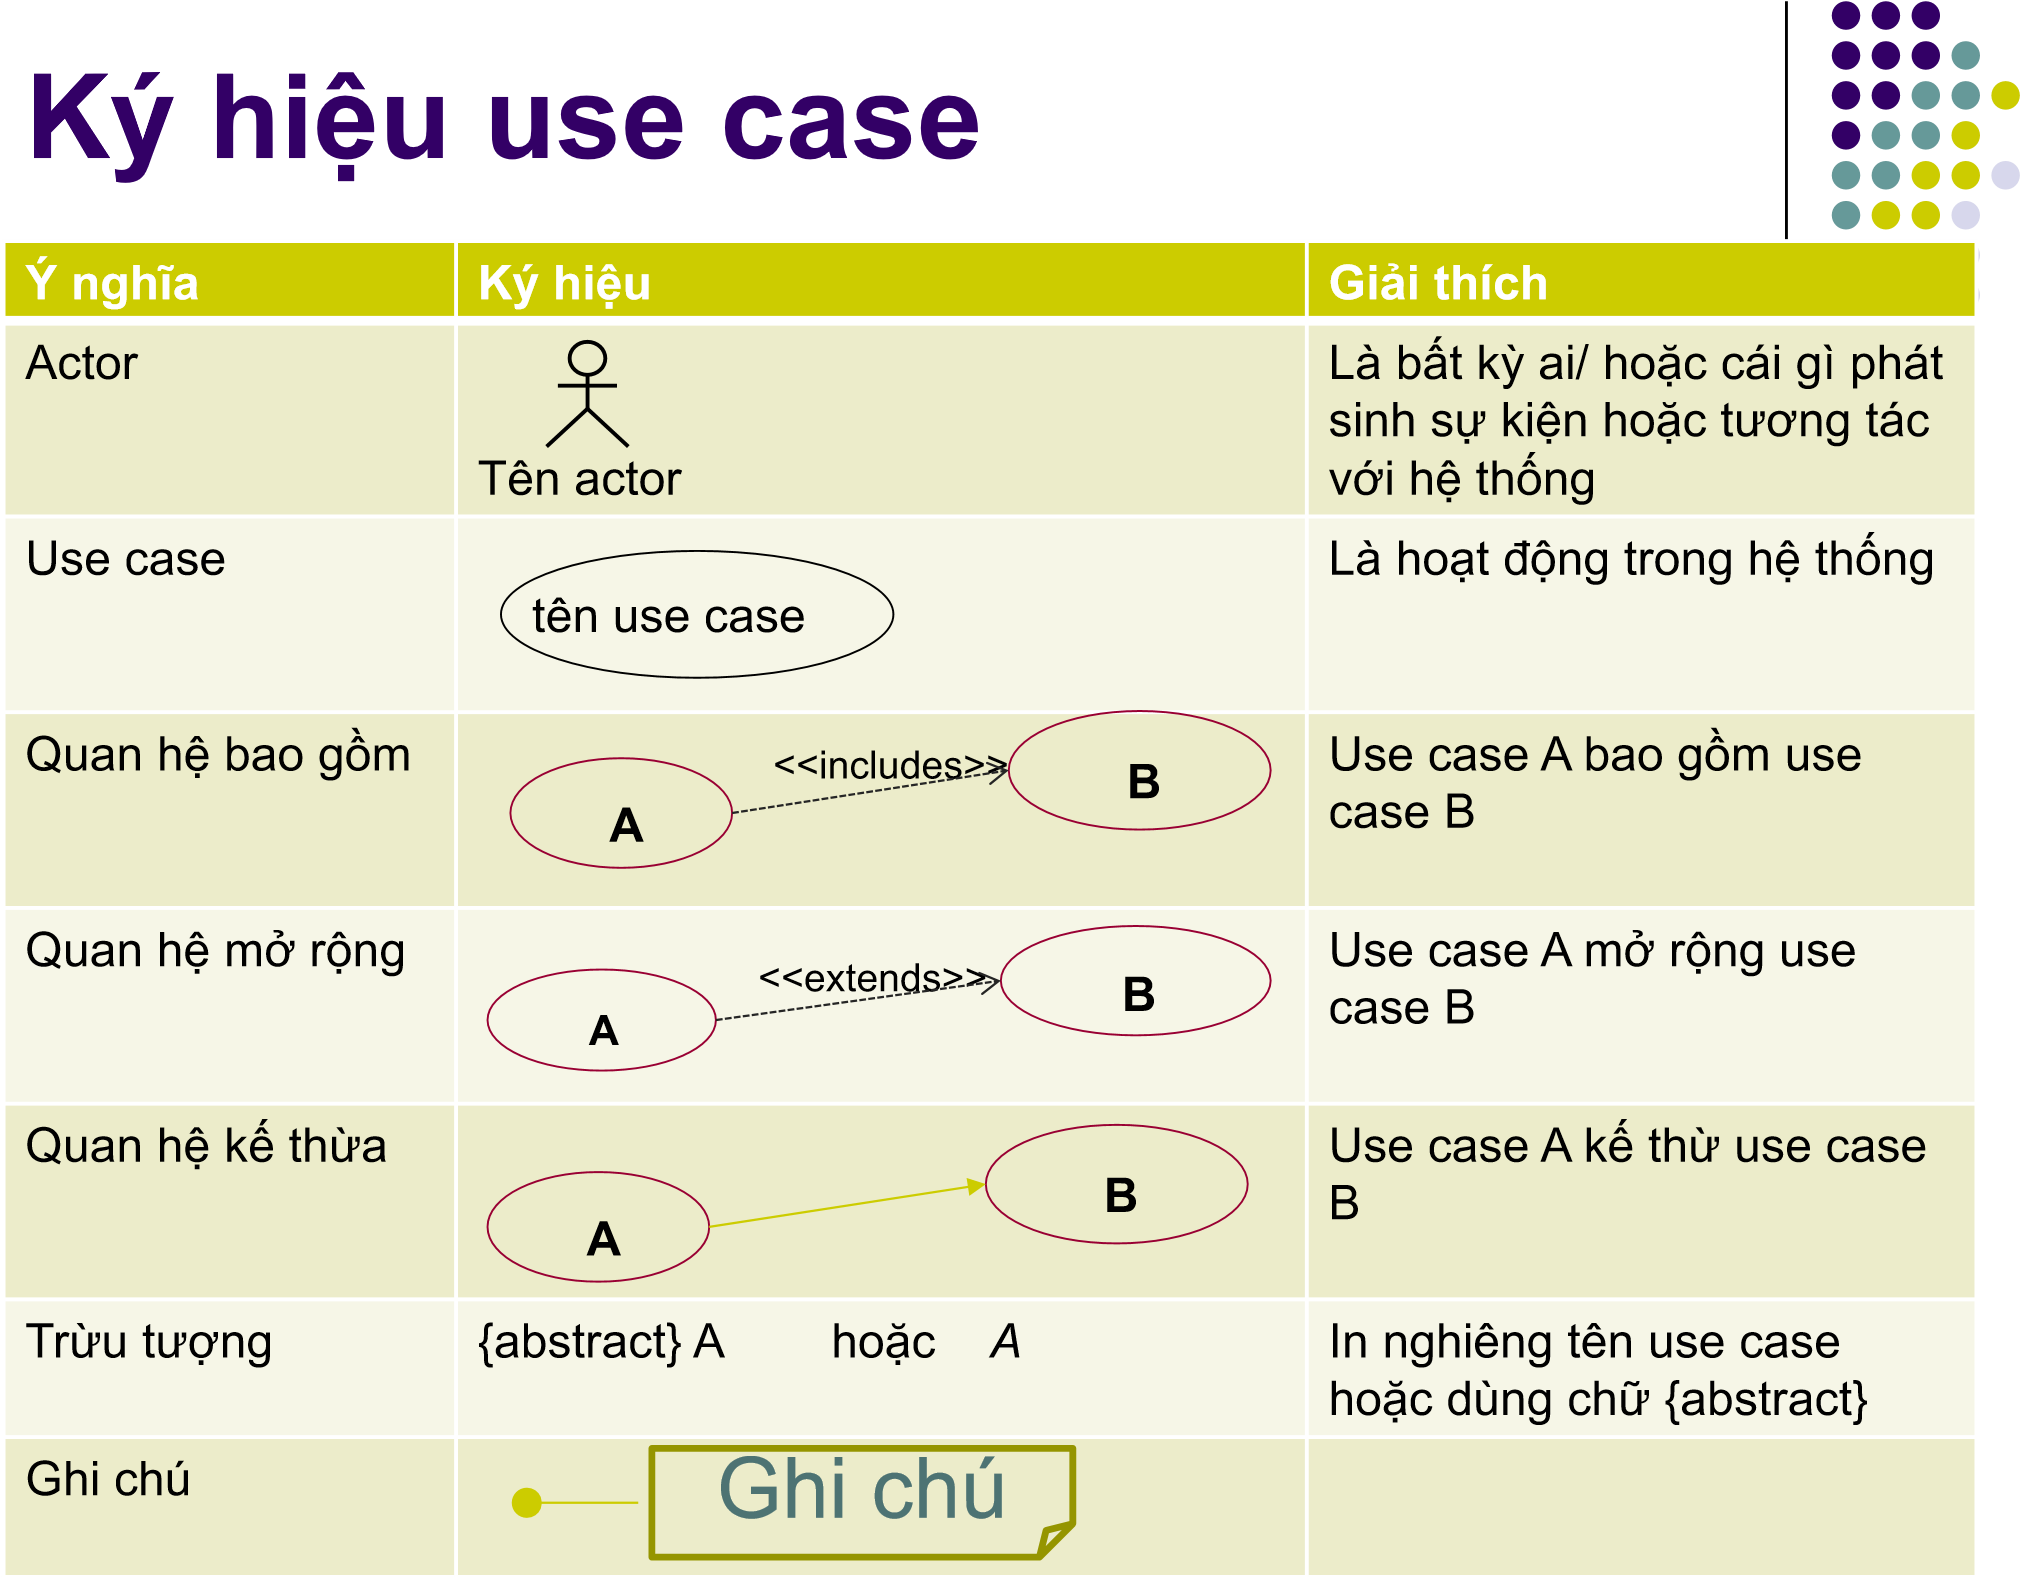 Ký hiệu use case
Ý nghĩa
Ký hiệu
Giải thích
Actor
Tên actor
Là bất kỳ ai/ hoặc cái gì phát
sinh sự kiện hoặc tương tác
với hệ thống
Use case
tên use case
Là hoạt động trong hệ thống
Quan hệ bao gồm
A
<<includes>>
B
Use case A bao gồm use
case B
Quan hệ mở rộng
A
<<extends>>
B
Use case A mở rộng use
case B
Quan hệ kế thừa
A
B
Use case A kế thừ use case
B
Trừu tượng
{abstract} A hoặc A
In nghiêng tên use case
hoặc dùng chữ {abstract}
Ghi chú
Ghi chú